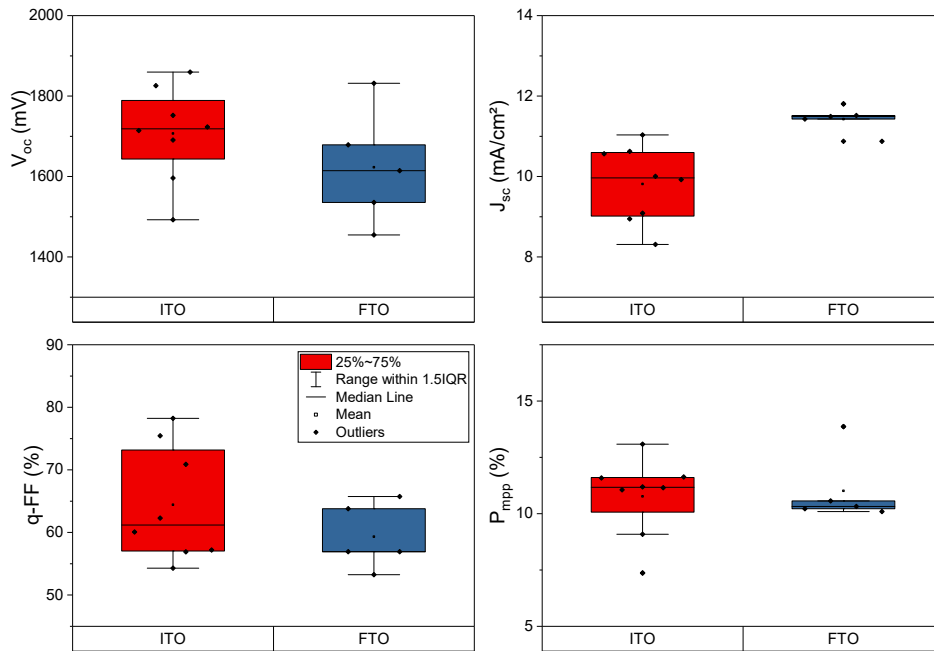 2000
1800
1600
1400
V_oc (mV)
ITO
FTO
14
12
10
8
J_sc (mA/cm²)
ITO
FTO
90
80
70
60
50
q-FF (%)
25%~75%
Range within 1.5IQR
Median Line
Mean
Outliers
ITO
FTO
15
10
5
P_mpp (%)
ITO
FTO